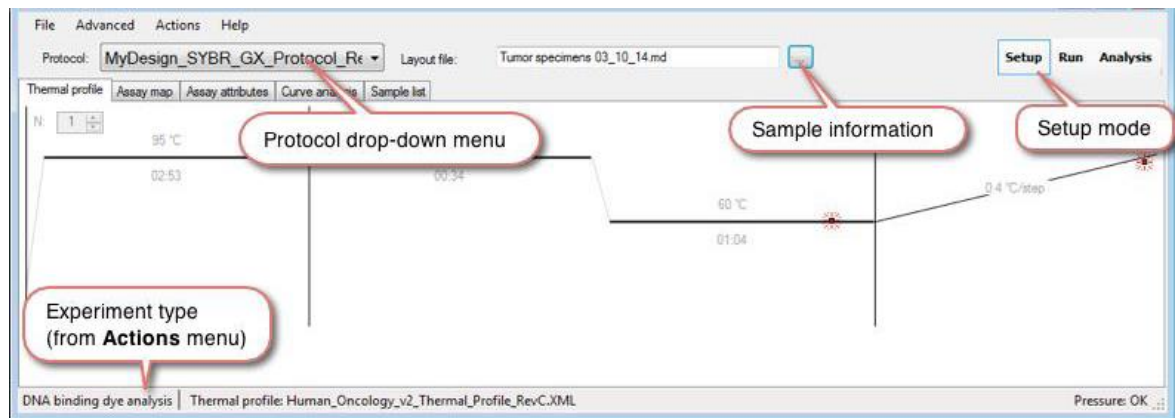 File Advanced Actions Help
Protocol: MyDesign_SYBR_GX_Protocol_Re Layout file: Tumor specimens 03_10_14.md ... Setup Run Analysis
Thermal profile Assay map Assay attributes Curve analysis Sample list
N: 1
Protocol drop-down menu
Sample information
Setup mode
95 °C
02:53
00:34
60 °C
01:04
0.4 °C/step
Experiment type
(from Actions menu)
DNA binding dye analysis Thermal profile: Human_Oncology_v2_Thermal_Profile_RevC.XML Pressure: OK